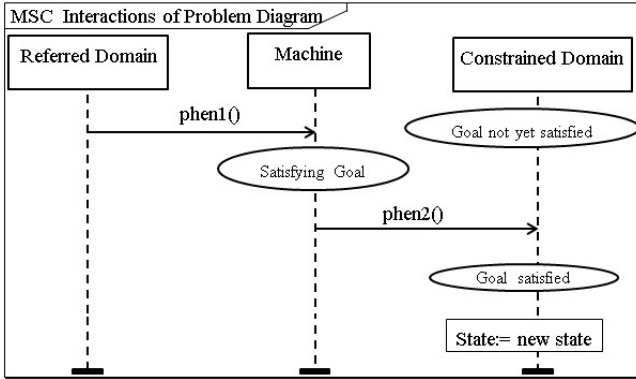 MSC Interactions of Problem Diagram
Referred Domain
Machine
Constrained Domain
phen1()
Goal not yet satisfied
Satisfying Goal
phen2()
Goal satisfied
State:= new state